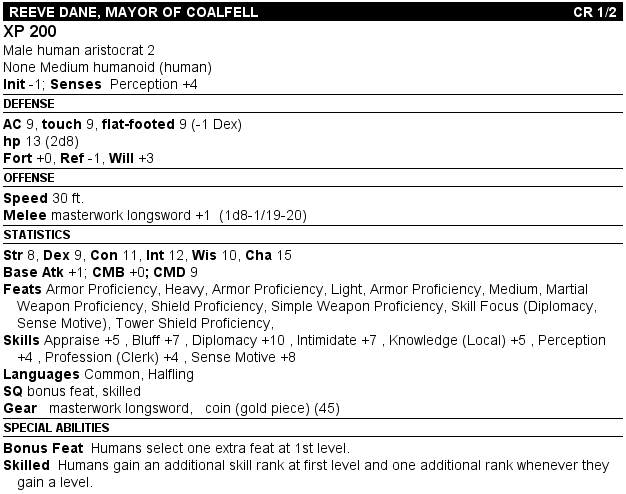 REEVE DANE, MAYOR OF COALFELL CR 1/2
XP 200
Male human aristocrat 2
None Medium humanoid (human)
Init -1; Senses Perception +4
DEFENSE
AC 9, touch 9, flat-footed 9 (-1 Dex)
hp 13 (2d8)
Fort +0, Ref -1, Will +3
OFFENSE
Speed 30 ft.
Melee masterwork longsword +1 (1d8-1/19-20)
STATISTICS
Str 8, Dex 9, Con 11, Int 12, Wis 10, Cha 15
Base Atk +1; CMB +0; CMD 9
Feats Armor Proficiency, Heavy, Armor Proficiency, Light, Armor Proficiency, Medium, Martial
Weapon Proficiency, Shield Proficiency, Simple Weapon Proficiency, Skill Focus (Diplomacy,
Sense Motive), Tower Shield Proficiency,
Skills Appraise +5 , Bluff +7 , Diplomacy +10 , Intimidate +7 , Knowledge (Local) +5 , Perception
+4 , Profession (Clerk) +4 , Sense Motive +8
Languages Common, Halfling
SQ bonus feat, skilled
Gear masterwork longsword, coin (gold piece) (45)
SPECIAL ABILITIES
Bonus Feat Humans select one extra feat at 1st level.
Skilled Humans gain an additional skill rank at first level and one additional rank whenever they
gain a level.